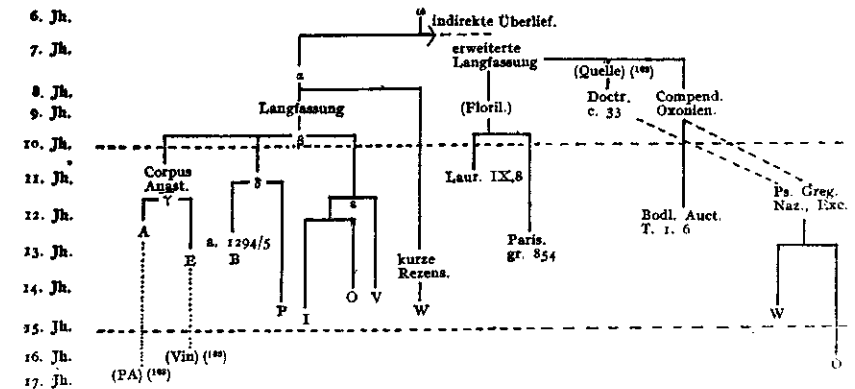 6. Jh.
ω
indirekte Überlief.
7. Jh.
erweiterte
Langfassung
(Quelle) (¹⁰³)
α
8. Jh.
Doctr.
c. 33
Compend.
Oxonien.
9. Jh.
Langfassung
(Floril.)
10. Jh.
β
11. Jh.
Corpus
Anast.
γ
δ
Laur. IX,8
Ps. Greg.
Naz., Exc.
12. Jh.
A
a. 1294/5
B
ε
Bodl. Auct.
T. 1. 6
13. Jh.
E
kurze
Rezens.
Paris.
gr. 854
14. Jh.
P
I
O
V
W
W
15. Jh.
16. Jh.
(Vin) (¹⁰³)
O
17. Jh.
(PA) (¹⁰³)